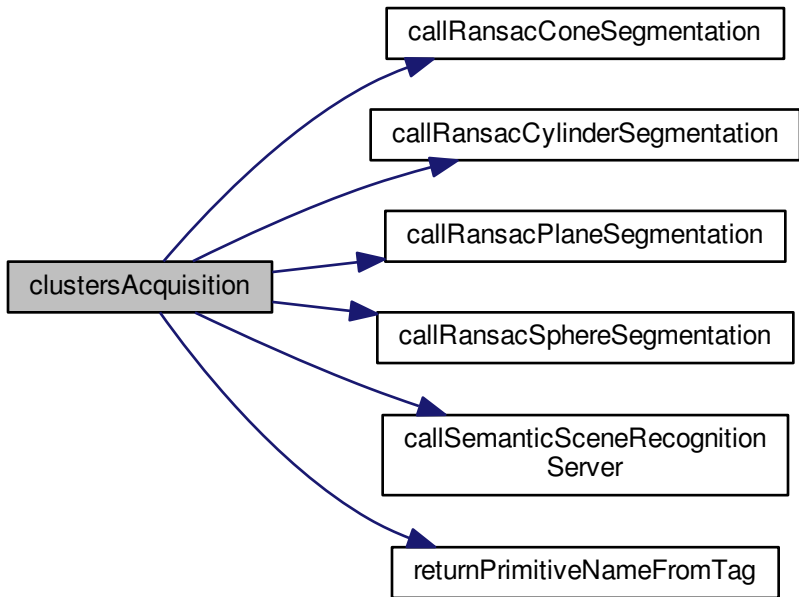 callRansacConeSegmentation
callRansacCylinderSegmentation
callRansacPlaneSegmentation
clustersAcquisition
callRansacSphereSegmentation
callSemanticSceneRecognition
Server
returnPrimitiveNameFromTag